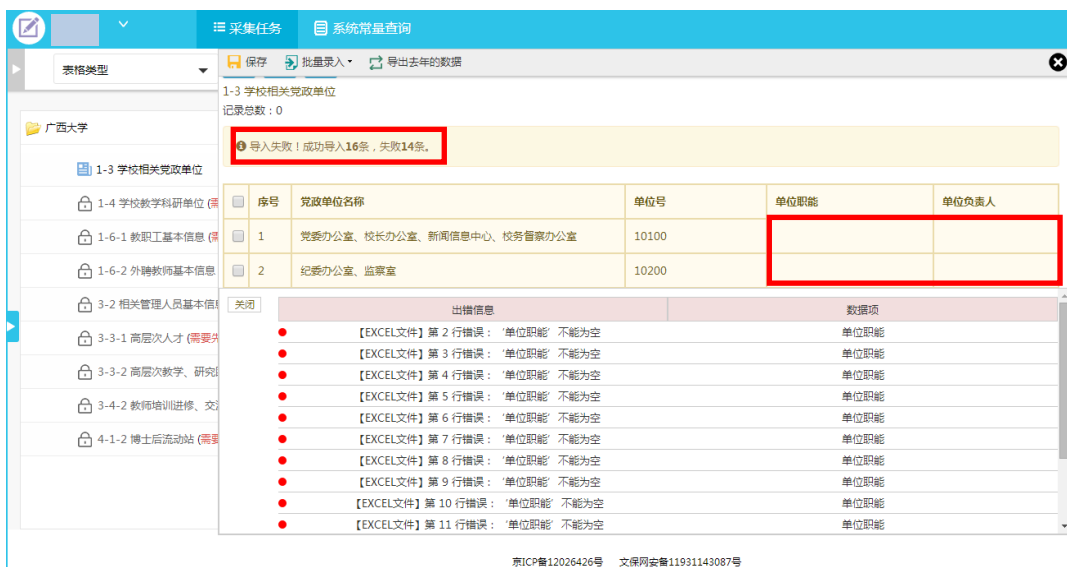 采集任务 系统常量查询
表格类型 保存 批量录入 导出去年的数据
1-3 学校相关党政单位
记录总数：0
广西大学
导入失败！成功导入16条，失败14条。
1-3 学校相关党政单位
1-4 学校教学科研单位 (需
1-6-1 教职工基本信息 (需
1-6-2 外聘教师基本信息
3-2 相关管理人员基本信息
3-3-1 高层次人才 (需要先
3-3-2 高层次教学、研究团
3-4-2 教师培训进修、交流
4-1-2 博士后流动站 (需要
序号 党政单位名称 单位号 单位职能 单位负责人
1 党委办公室、校长办公室、新闻信息中心、校务督察办公室 10100
2 纪委办公室、监察室 10200
关闭 出错信息 数据项
【EXCEL文件】第 2 行错误：‘单位职能’不能为空 单位职能
【EXCEL文件】第 3 行错误：‘单位职能’不能为空 单位职能
【EXCEL文件】第 4 行错误：‘单位职能’不能为空 单位职能
【EXCEL文件】第 5 行错误：‘单位职能’不能为空 单位职能
【EXCEL文件】第 6 行错误：‘单位职能’不能为空 单位职能
【EXCEL文件】第 7 行错误：‘单位职能’不能为空 单位职能
【EXCEL文件】第 8 行错误：‘单位职能’不能为空 单位职能
【EXCEL文件】第 9 行错误：‘单位职能’不能为空 单位职能
【EXCEL文件】第 10 行错误：‘单位职能’不能为空 单位职能
【EXCEL文件】第 11 行错误：‘单位职能’不能为空 单位职能
京ICP备12026426号 文保网安备11931143087号